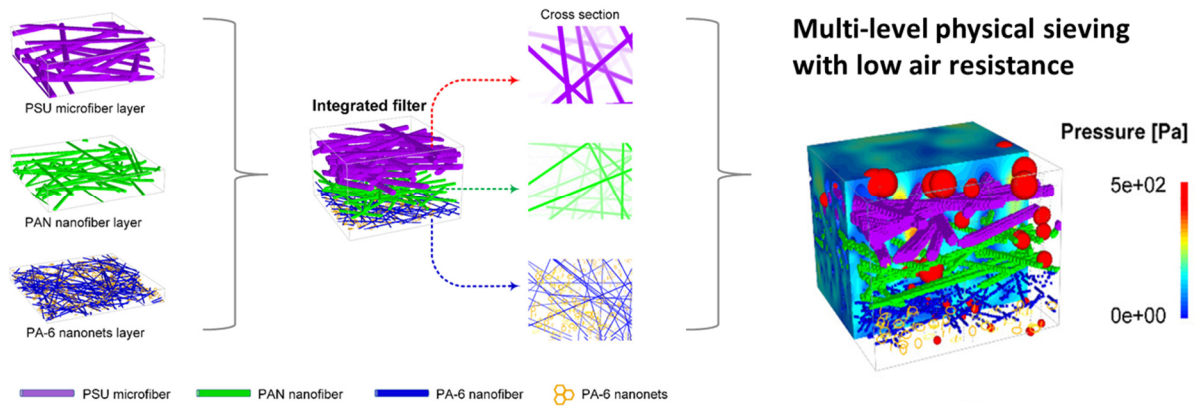 PSU microfiber layer
PAN nanofiber layer
PA-6 nanonets layer
Integrated filter
Cross section
Multi-level physical sieving
with low air resistance
Pressure [Pa]
5e+02
0e+00
PSU microfiber
PAN nanofiber
PA-6 nanofiber
PA-6 nanonets